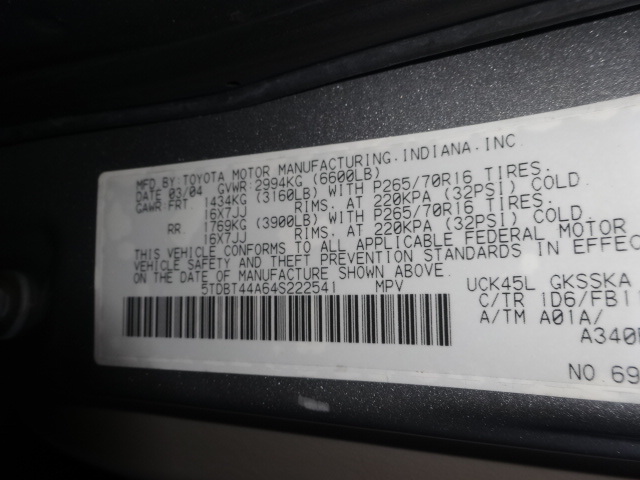 MFD BY: TOYOTA MOTOR MANUFACTURING, INDIANA, INC
DATE 03/04 GVWR 2994KG (6600LB)
GAWR FRT 1434KG (3160LB) WITH P265/70R16 TIRES.
16X7JJ RIMS. AT 220KPA (32PSI) COLD
RR 1769KG (3900LB) WITH P265/70R16 TIRES.
16X7JJ RIMS. AT 220KPA (32PSI) COLD
THIS VEHICLE CONFORMS TO ALL APPLICABLE FEDERAL MOTOR
VEHICLE SAFETY AND THEFT PREVENTION STANDARDS IN EFFEC
ON THE DATE OF MANUFACTURE SHOWN ABOVE.
5TDBT44A64S222541 MPV
UCK45L GKSSKA
C/TR 1D6/FB1
A/TM A01A/
A340
NO 69